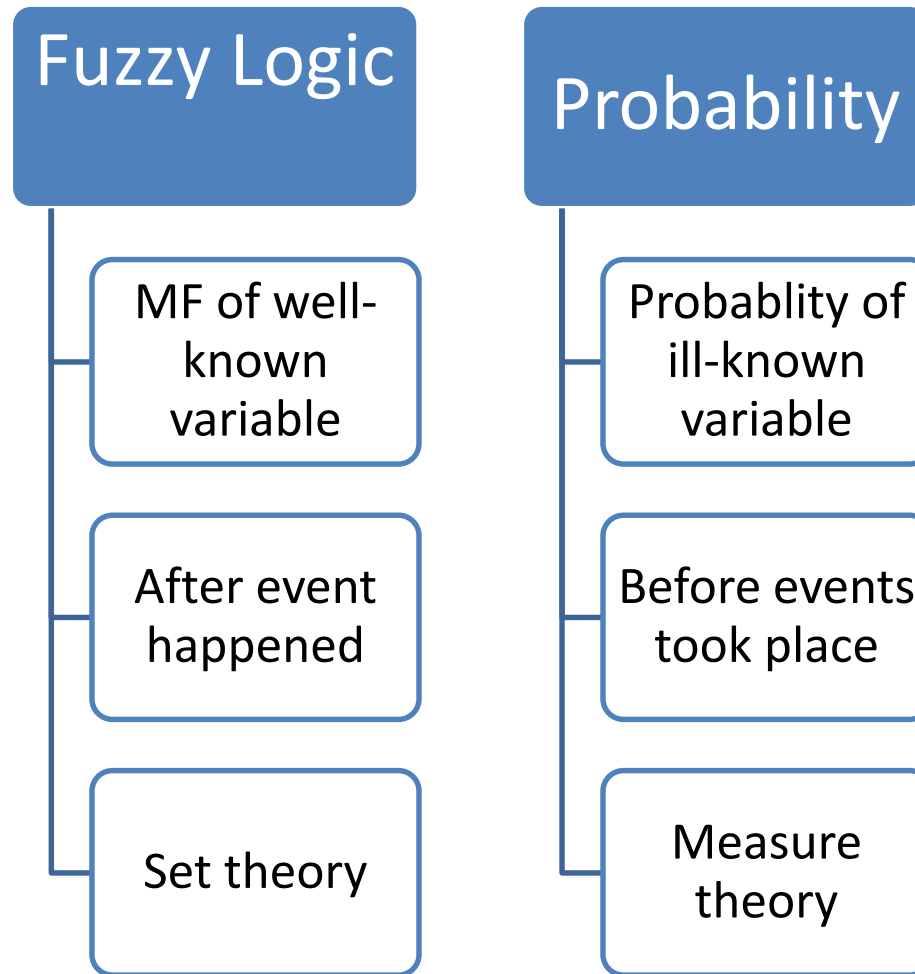 Fuzzy Logic
MF of well-
known
variable
After event
happened
Set theory
Probability
Probablity of
ill-known
variable
Before events
took place
Measure
theory